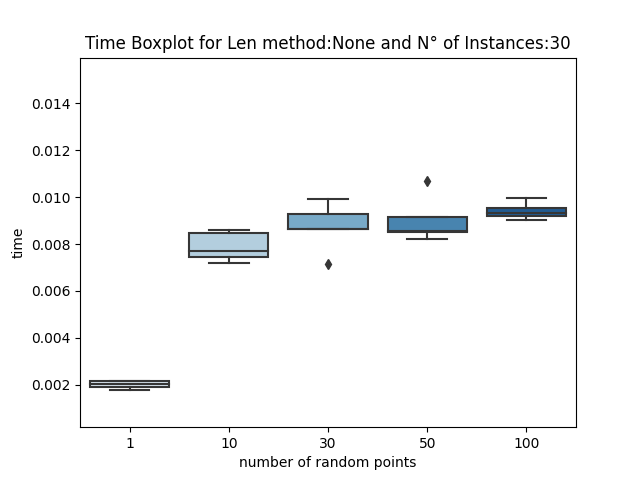 Time Boxplot for Len method:None and N° of Instances:30
0.014
0.012
0.010
0.008
0.006
0.004
0.002
time
1 10 30 50 100
number of random points